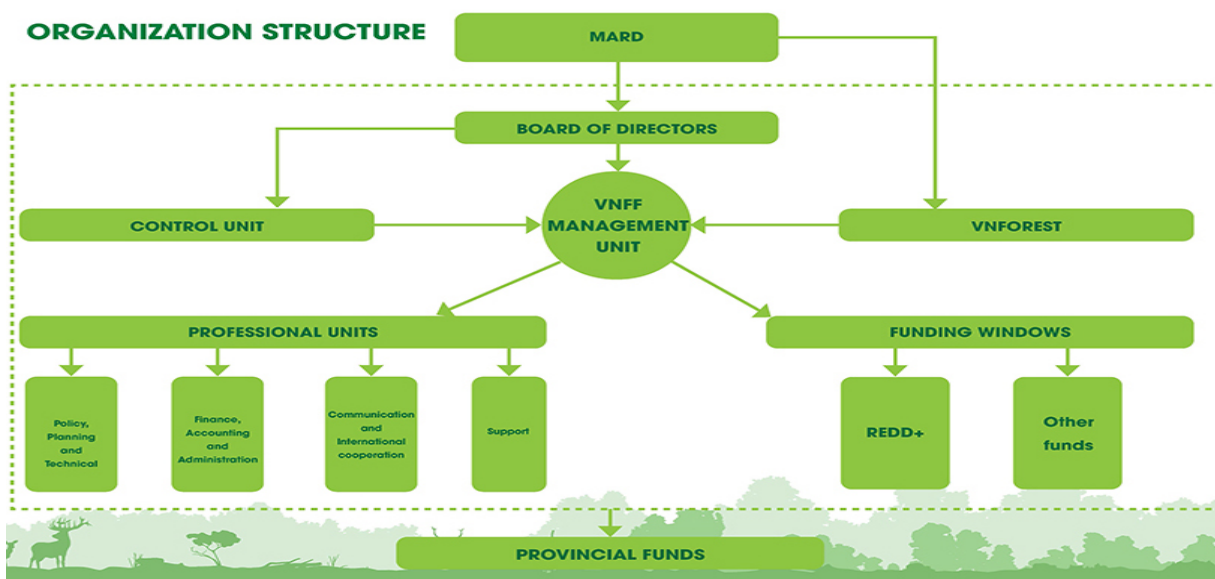 ORGANIZATION STRUCTURE
MARD
BOARD OF DIRECTORS
CONTROL UNIT
VNFF
MANAGEMENT
UNIT
VNFOREST
PROFESSIONAL UNITS
FUNDING WINDOWS
Policy,
Planning
and
Technical
Finance,
Accounting
and
Administration
Communication
and
International
cooperation
Support
REDD+
Other
funds
PROVINCIAL FUNDS